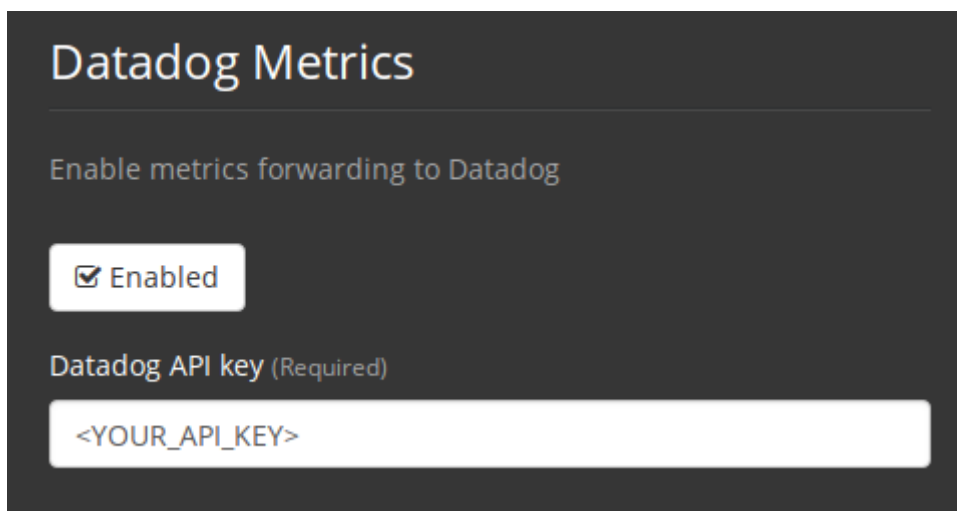 Datadog Metrics
Enable metrics forwarding to Datadog
Enabled
Datadog API key (Required)
<YOUR_API_KEY>